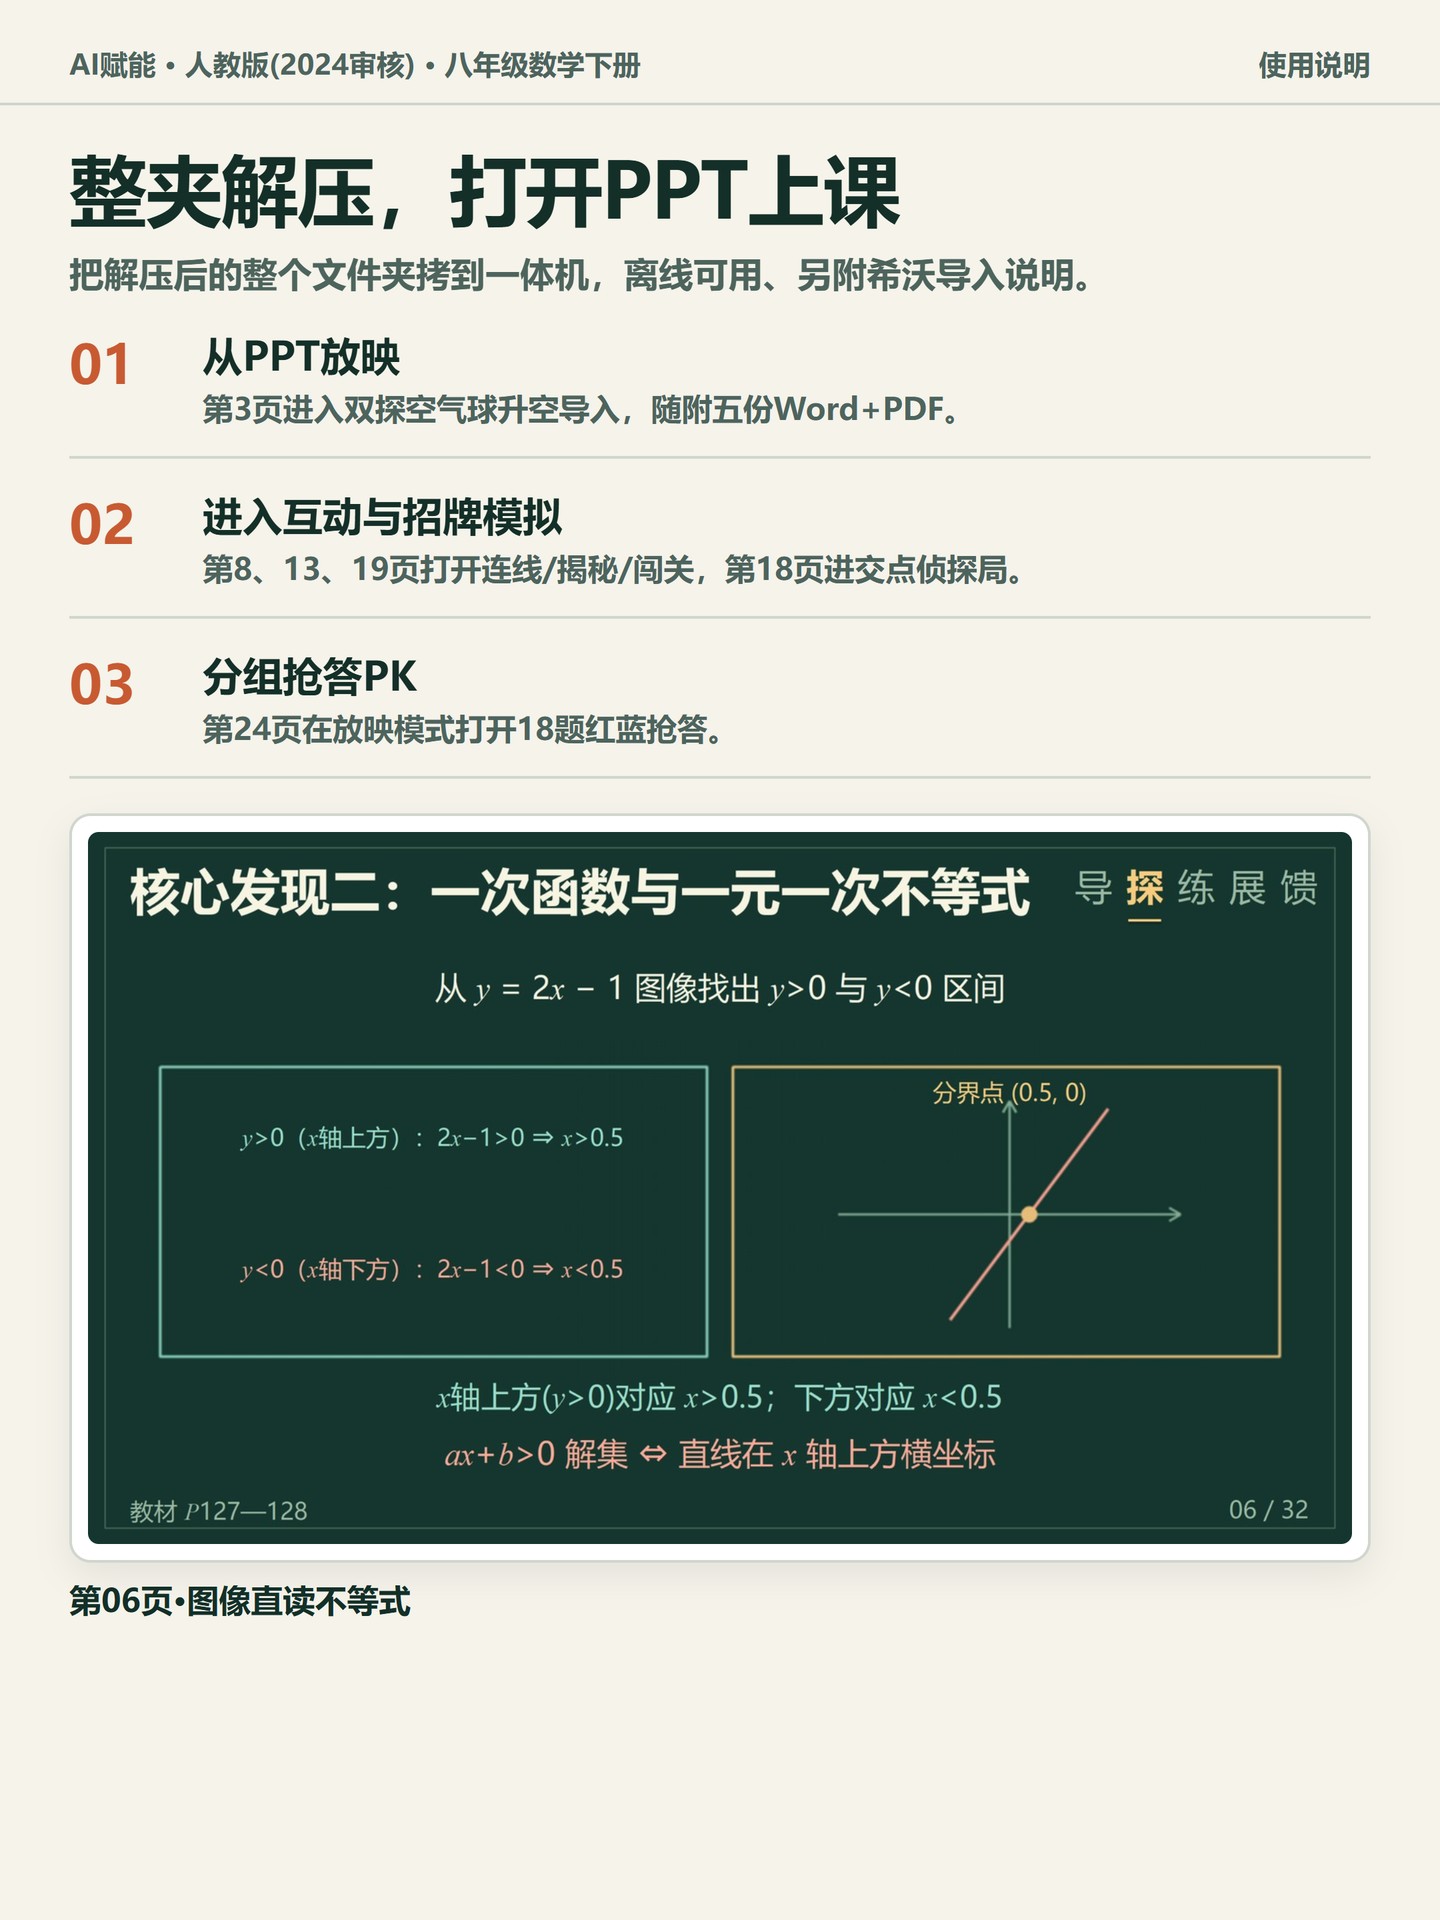 AI赋能 • 人教版(2024审核) • 八年级数学下册
使用说明
整夹解压，打开PPT上课
把解压后的整个文件夹拷到一体机，离线可用、另附希沃导入说明。
01
从PPT放映
第3页进入双探空气球升空导入，随附五份Word+PDF。
02
进入互动与招牌模拟
第8、13、19页打开连线/揭秘/闯关，第18页进交点侦探局。
03
分组抢答PK
第24页在放映模式打开18题红蓝抢答。
核心发现二：一次函数与一元一次不等式
导 探 练 展 馈
从 y = 2x − 1 图像找出 y>0 与 y<0 区间
y>0（x轴上方）：2x−1>0 ⇒ x>0.5
y<0（x轴下方）：2x−1<0 ⇒ x<0.5
分界点 (0.5, 0)
x轴上方(y>0)对应 x>0.5；下方对应 x<0.5
ax+b>0 解集 ⇔ 直线在 x 轴上方横坐标
教材 P127—128
06 / 32
第06页•图像直读不等式